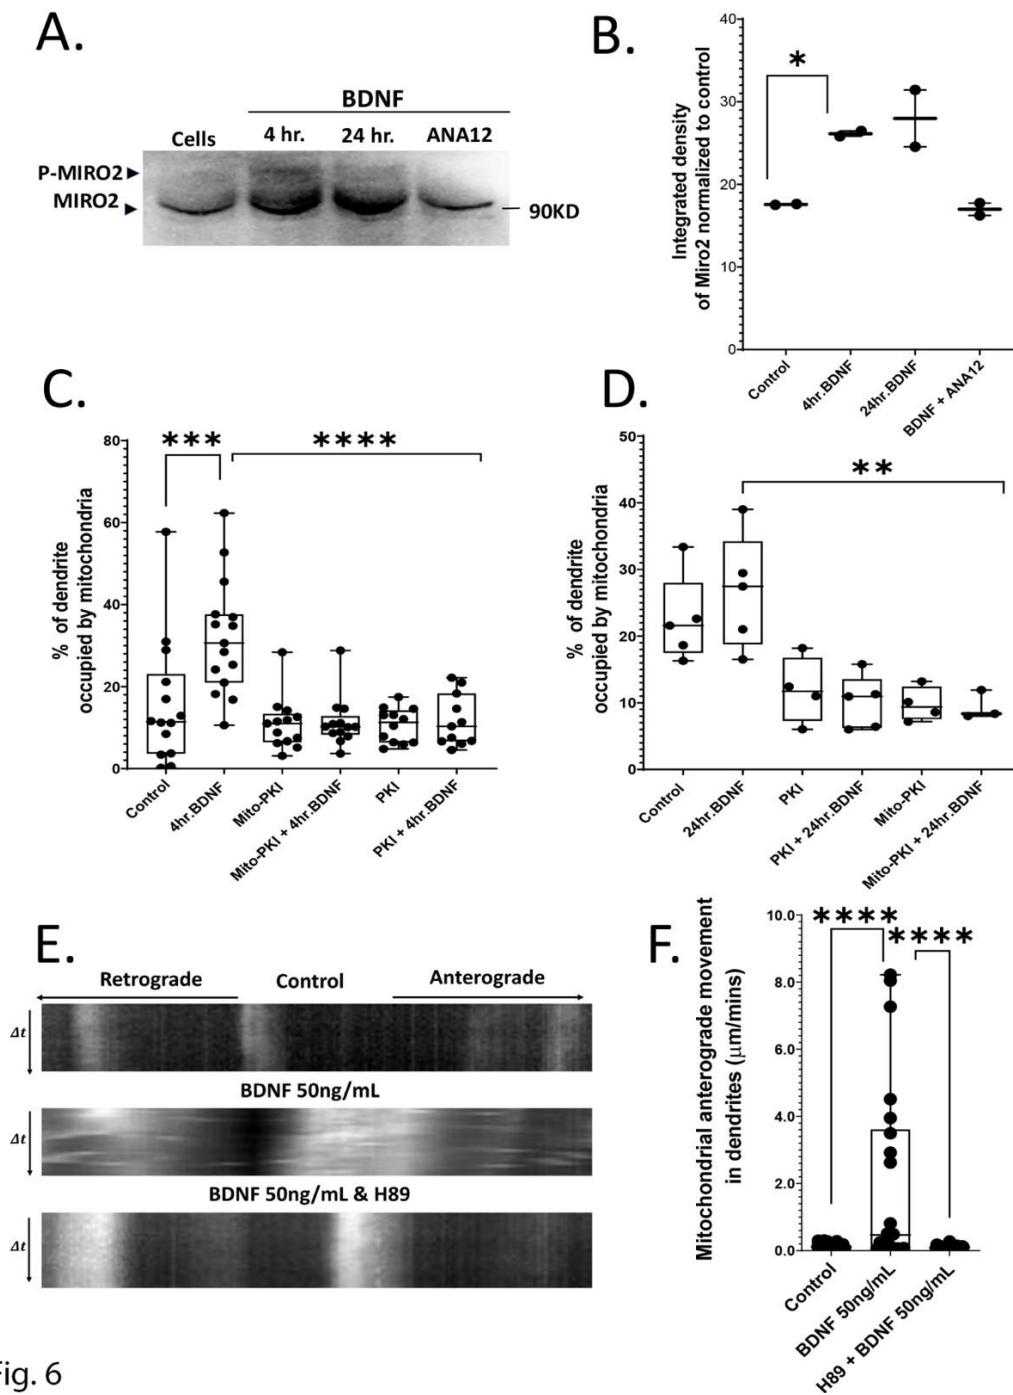 A.
BDNF
Cells 4 hr. 24 hr. ANA12
P-MIRO2
MIRO2
90KD
B.
*
Integrated density
of Miro2 normalized to control
40
30
20
10
0
Control
4hr.BDNF
24hr.BDNF
BDNF + ANA12
C.
***
****
% of dendrite
occupied by mitochondria
80
60
40
20
0
Control
4hr.BDNF
Mito-PKI
Mito-PKI + 4hr.BDNF
PKI
PKI + 4hr.BDNF
D.
**
% of dendrite
occupied by mitochondria
50
40
30
20
10
0
Control
24hr.BDNF
PKI
PKI + 24hr.BDNF
Mito-PKI
Mito-PKI + 24hr.BDNF
E.
Retrograde Control Anterograde
Δt
BDNF 50ng/mL
Δt
BDNF 50ng/mL & H89
Δt
F.
****
****
Mitochondrial anterograde movement
in dendrites (μm/mins)
10.0
8.0
6.0
4.0
2.0
0.0
Control
BDNF 50ng/mL
H89 + BDNF 50ng/mL
ig. 6